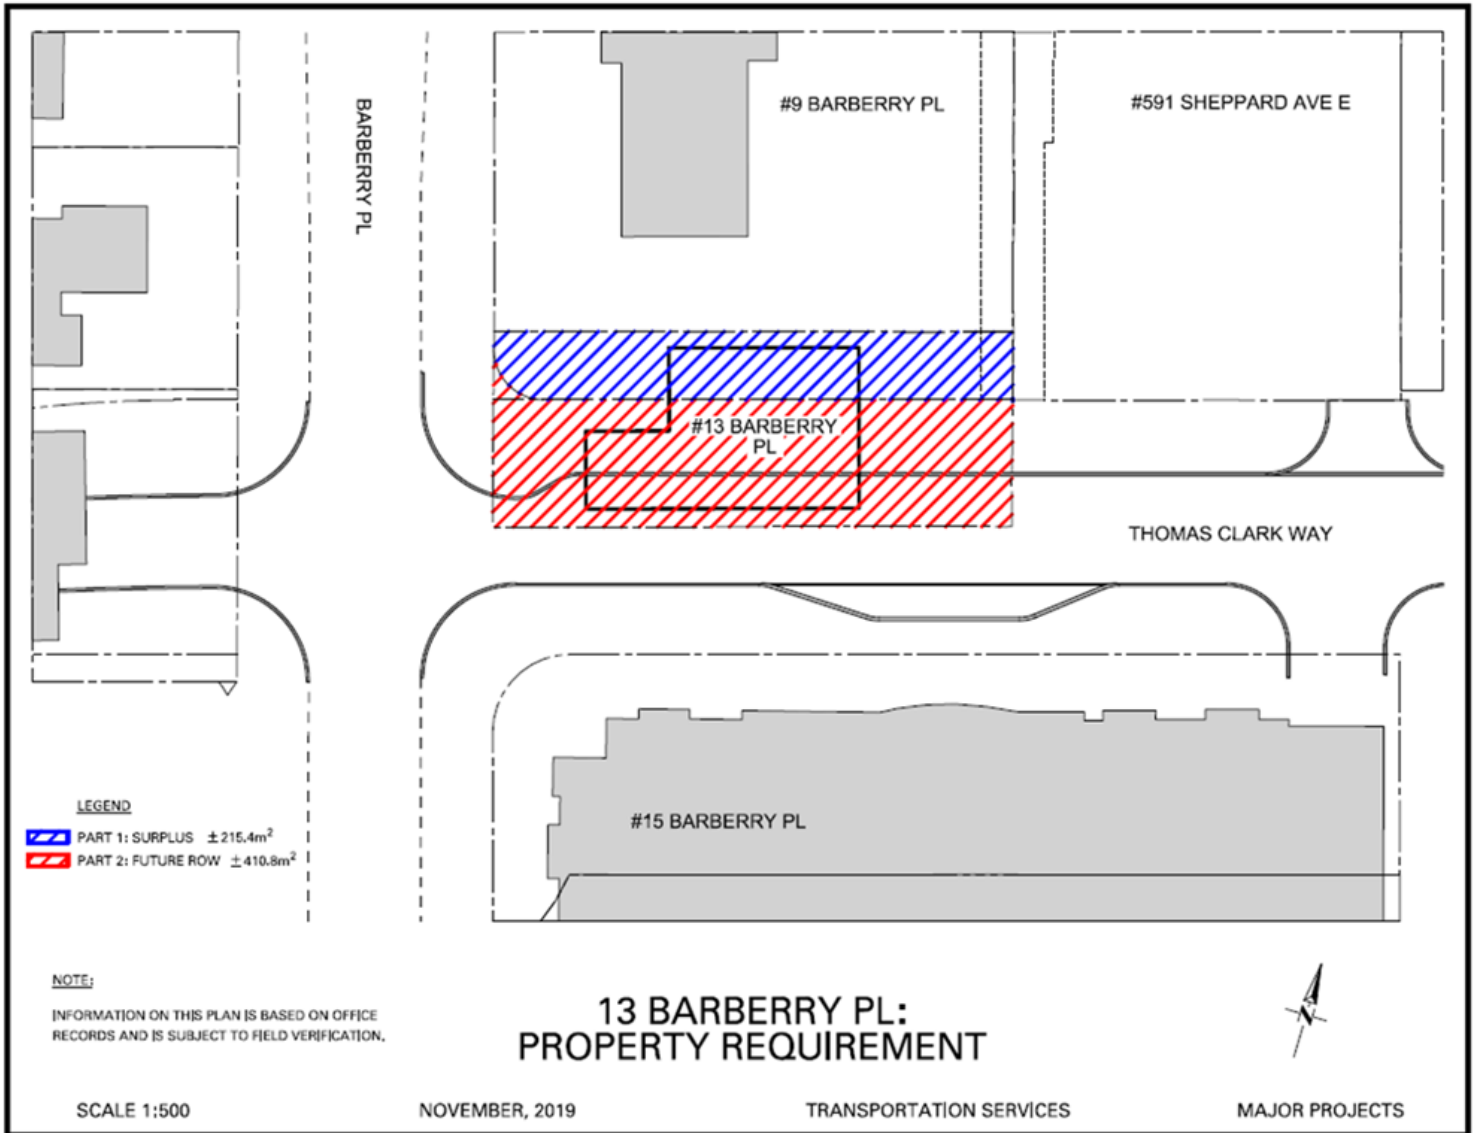 BARBERRY PL
#9 BARBERRY PL
#591 SHEPPARD AVE E
#13 BARBERRY
PL
THOMAS CLARK WAY
#15 BARBERRY PL
LEGEND
PART 1: SURPLUS ±215.4m²
PART 2: FUTURE ROW ±410.8m²
NOTE:
INFORMATION ON THIS PLAN IS BASED ON OFFICE
RECORDS AND IS SUBJECT TO FIELD VERIFICATION.
13 BARBERRY PL:
PROPERTY REQUIREMENT
N
SCALE 1:500
NOVEMBER, 2019
TRANSPORTATION SERVICES
MAJOR PROJECTS